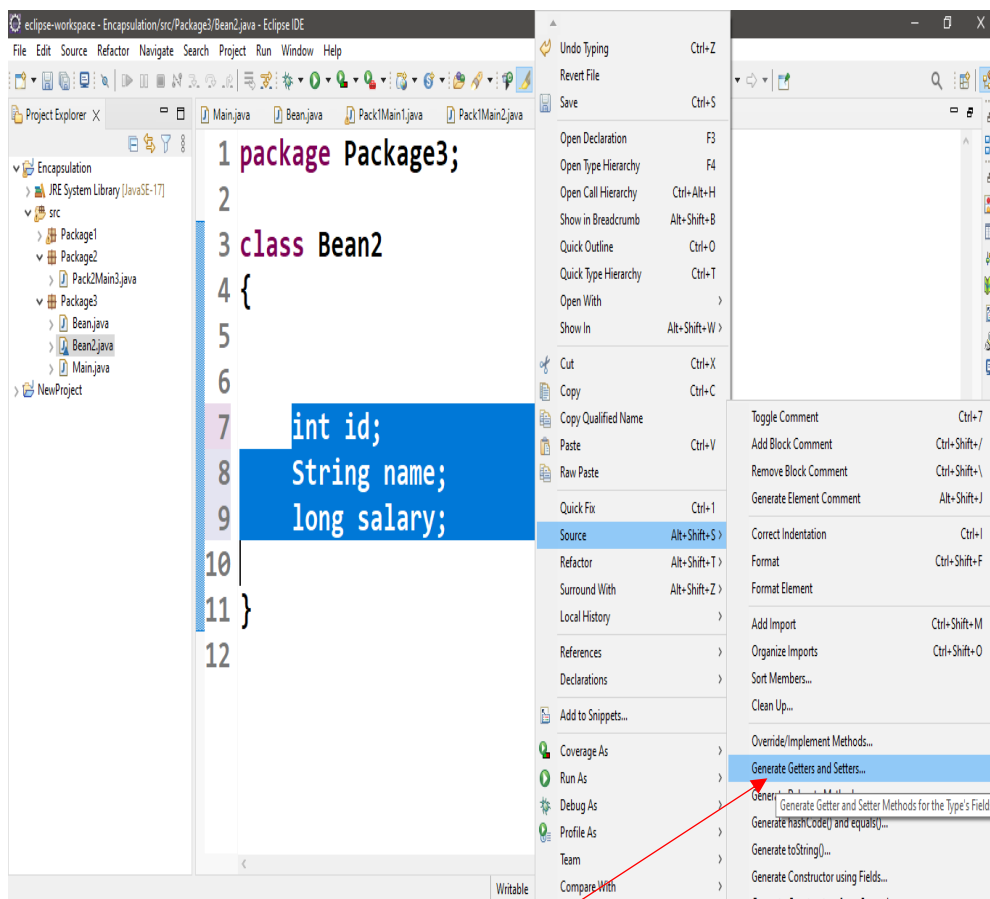 eclipse-workspace - Encapsulation/src/Package3/Bean2.java - Eclipse IDE
File Edit Source Refactor Navigate Search Project Run Window Help
Project Explorer
Main.java Bean.java Pack1Main1.java Pack1Main2.java
Encapsulation
JRE System Library [JavaSE-17]
src
Package1
Package2
Pack2Main3.java
Package3
Bean.java
Bean2.java
Main.java
NewProject
1 package Package3;
2
3 class Bean2
4 {
5
6
7 int id;
8 String name;
9 long salary;
10
11 }
12
Writable
Undo Typing Ctrl+Z
Revert File
Save Ctrl+S
Open Declaration F3
Open Type Hierarchy F4
Open Call Hierarchy Ctrl+Alt+H
Show in Breadcrumb Alt+Shift+B
Quick Outline Ctrl+O
Quick Type Hierarchy Ctrl+T
Open With >
Show In Alt+Shift+W >
Cut Ctrl+X
Copy Ctrl+C
Copy Qualified Name
Paste Ctrl+V
Raw Paste
Quick Fix Ctrl+1
Source Alt+Shift+S >
Refactor Alt+Shift+T >
Surround With Alt+Shift+Z >
Local History >
References >
Declarations >
Add to Snippets...
Coverage As >
Run As >
Debug As >
Profile As >
Team >
Compare With >
Toggle Comment Ctrl+7
Add Block Comment Ctrl+Shift+/
Remove Block Comment Ctrl+Shift+\
Generate Element Comment Alt+Shift+J
Correct Indentation Ctrl+I
Format Ctrl+Shift+F
Format Element
Add Import Ctrl+Shift+M
Organize Imports Ctrl+Shift+O
Sort Members...
Clean Up...
Override/Implement Methods...
Generate Getters and Setters...
Generate Getter and Setter Methods for the Type's Field
Generate hashCode() and equals()...
Generate toString()...
Generate Constructor using Fields...